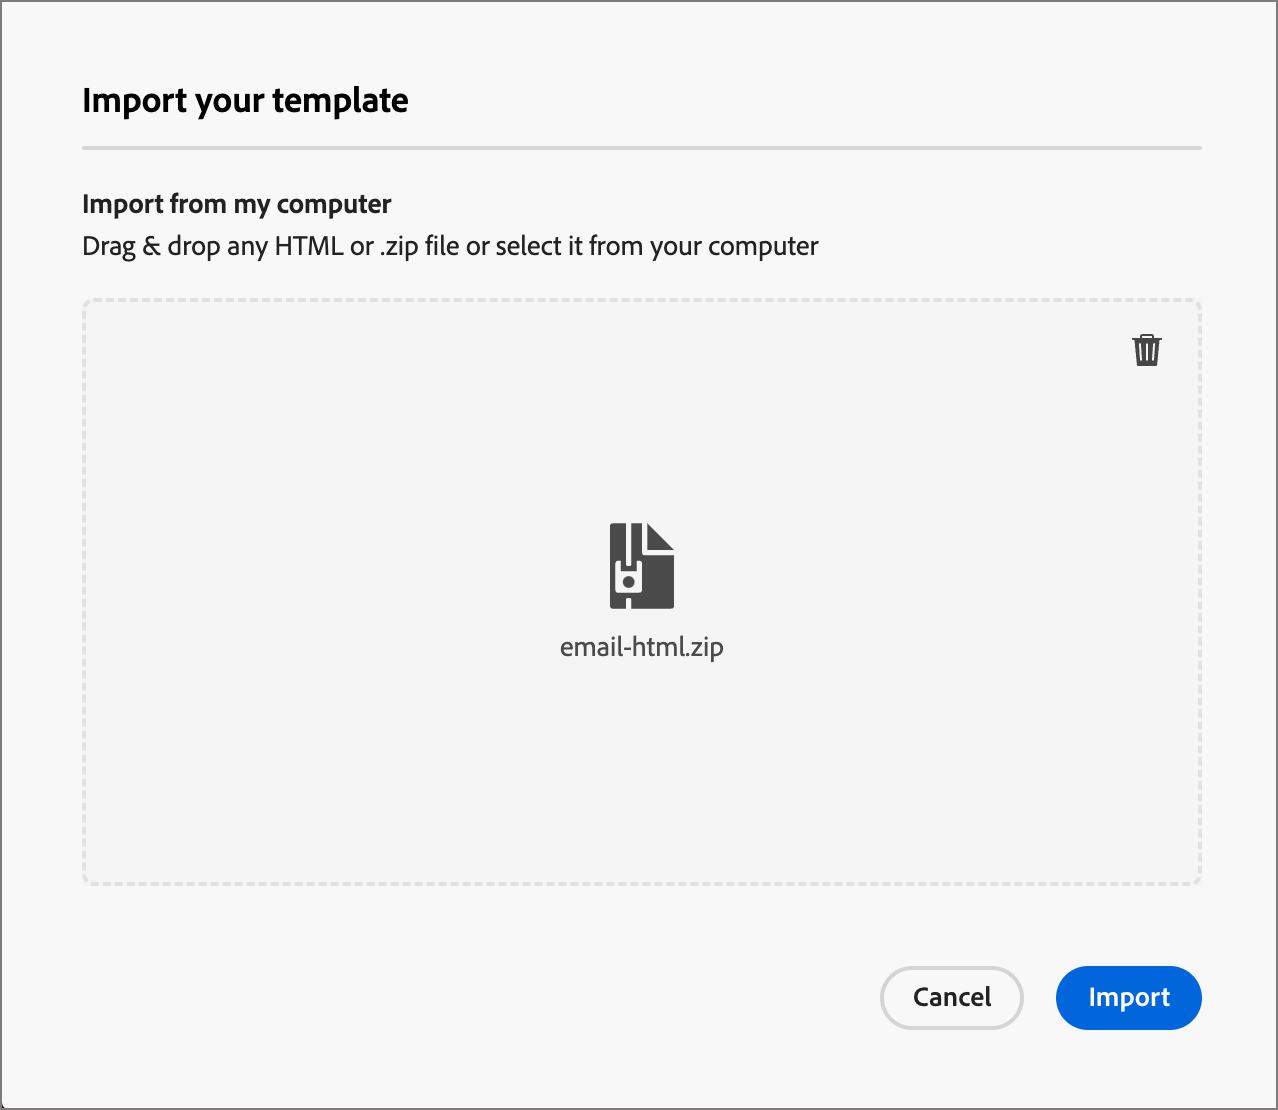 Import your template
Import from my computer
Drag & drop any HTML or .zip file or select it from your computer
email-html.zip
Cancel
Import